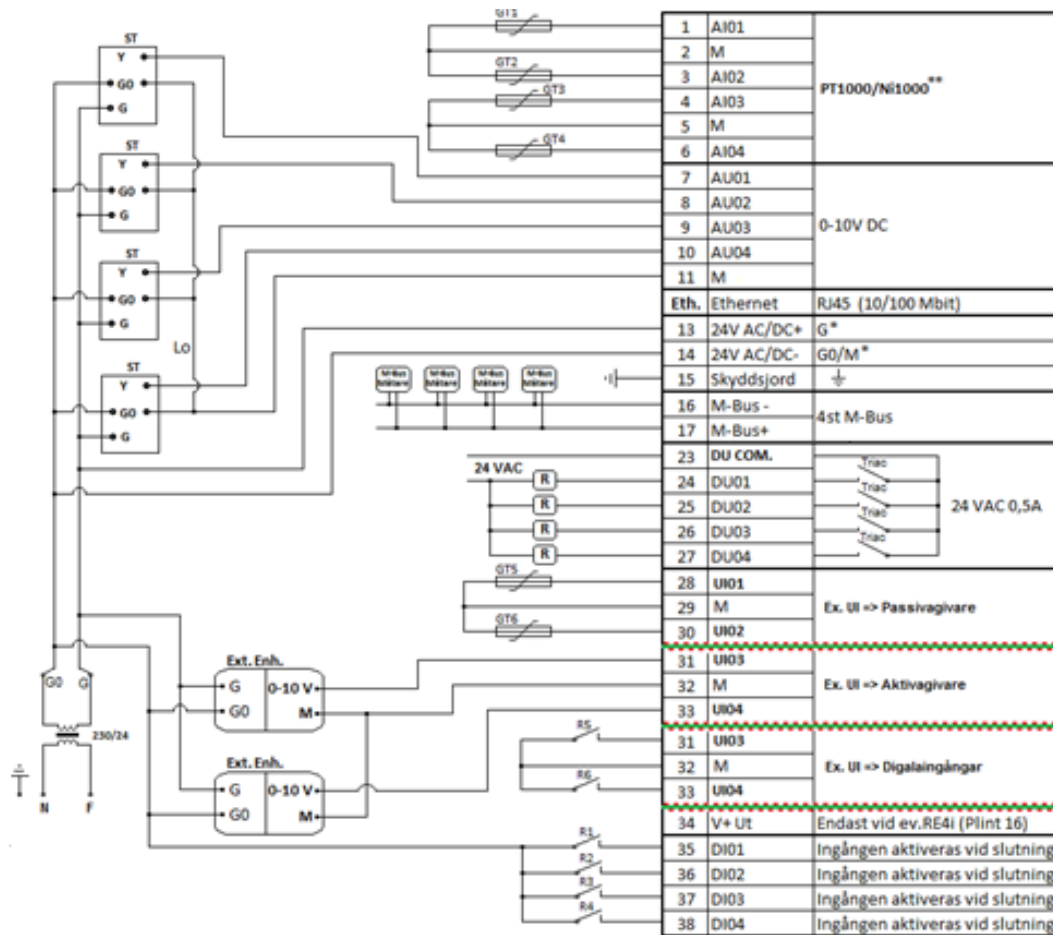 GT1
1 AI01
2 M
GT2
3 AI02
PT1000/Ni1000**
GT3
4 AI03
5 M
GT4
6 AI04
ST
Y
G0
G
ST
Y
G0
G
ST
Y
G0
G
Lo
ST
Y
G0
G
7 AU01
8 AU02
9 AU03
0-10V DC
10 AU04
11 M
Eth. Ethernet RJ45 (10/100 Mbit)
13 24V AC/DC+ G*
14 24V AC/DC- G0/M*
15 Skyddsjord
M-Bus Mätare
M-Bus Mätare
M-Bus Mätare
M-Bus Mätare
16 M-Bus -
4st M-Bus
17 M-Bus+
23 DU COM.
24 VAC
R 24 DU01 Triac
R 25 DU02 Triac
24 VAC 0,5A
R 26 DU03 Triac
R 27 DU04 Triac
GT5
28 UI01
29 M Ex. UI => Passivagivare
GT6
30 UI02
31 UI03
32 M Ex. UI => Aktivagivare
33 UI04
G0 G
230/24
N F
Ext. Enh.
G 0-10 V
G0 M
Ext. Enh.
G 0-10 V
G0 M
R5
31 UI03
32 M Ex. UI => Digalaingångar
R6
33 UI04
34 V+ Ut Endast vid ev.RE4i (Plint 16)
R1
35 DI01 Ingången aktiveras vid slutning
R2
36 DI02 Ingången aktiveras vid slutning
R3
37 DI03 Ingången aktiveras vid slutning
R4
38 DI04 Ingången aktiveras vid slutning